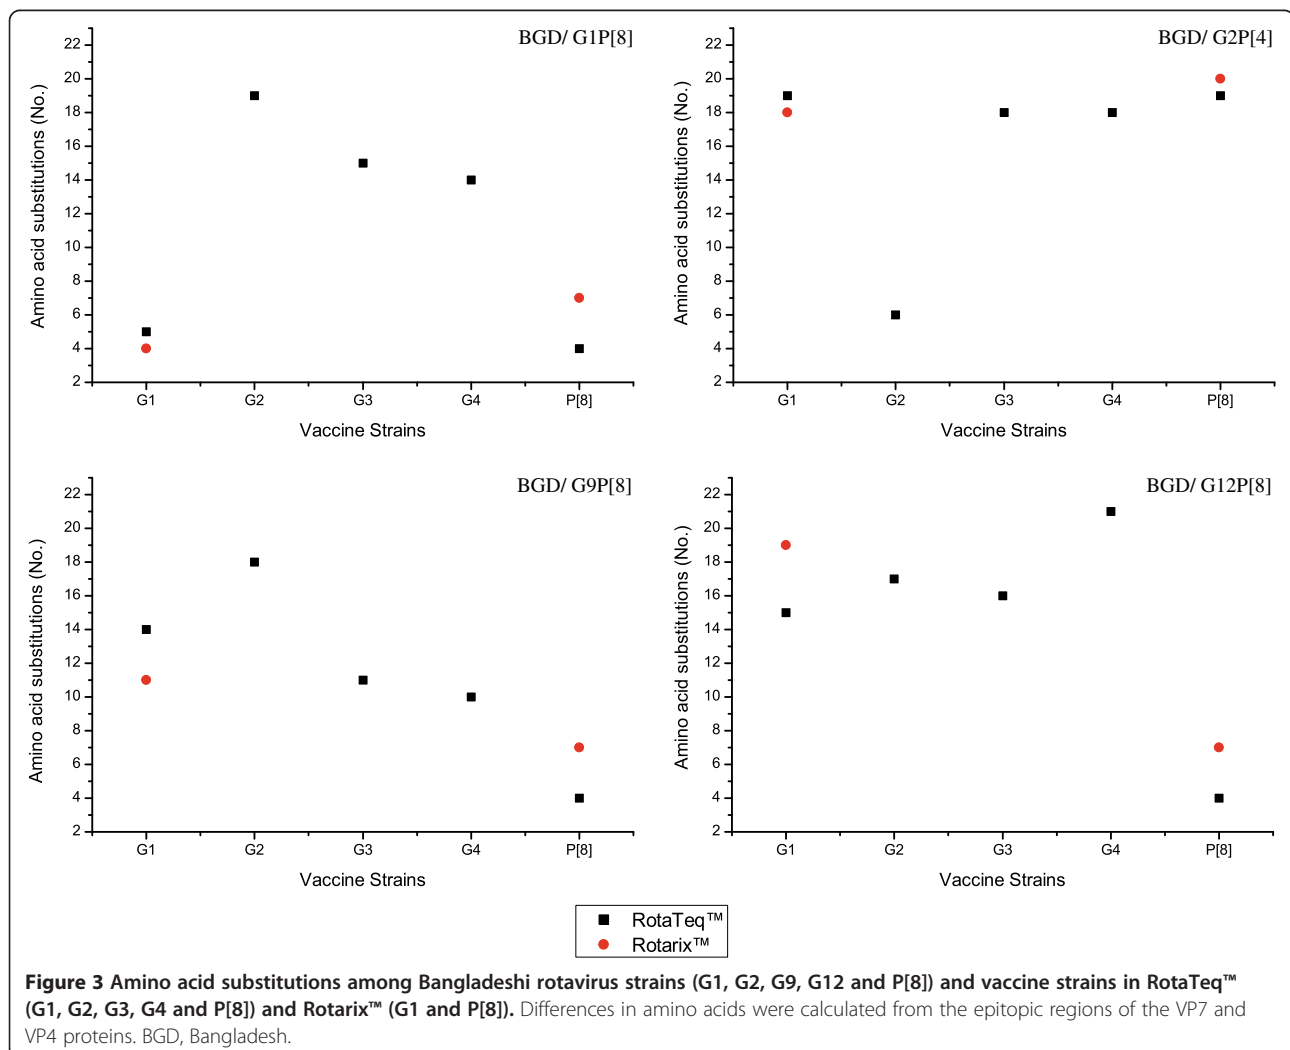 BGD/ G1P[8]
Amino acid substitutions (No.)
22
20
18
16
14
12
10
8
6
4
2
G1 G2 G3 G4 P[8]
Vaccine Strains
BGD/ G2P[4]
Amino acid substitutions (No.)
22
20
18
16
14
12
10
8
6
4
2
G1 G2 G3 G4 P[8]
Vaccine Strains
BGD/ G9P[8]
Amino acid substitutions (No.)
22
20
18
16
14
12
10
8
6
4
2
G1 G2 G3 G4 P[8]
Vaccine Strains
BGD/ G12P[8]
Amino acid substitutions (No.)
22
20
18
16
14
12
10
8
6
4
2
G1 G2 G3 G4 P[8]
Vaccine Strains
RotaTeq™
Rotarix™
Figure 3 Amino acid substitutions among Bangladeshi rotavirus strains (G1, G2, G9, G12 and P[8]) and vaccine strains in RotaTeq™
(G1, G2, G3, G4 and P[8]) and Rotarix™ (G1 and P[8]). Differences in amino acids were calculated from the epitopic regions of the VP7 and
VP4 proteins. BGD, Bangladesh.